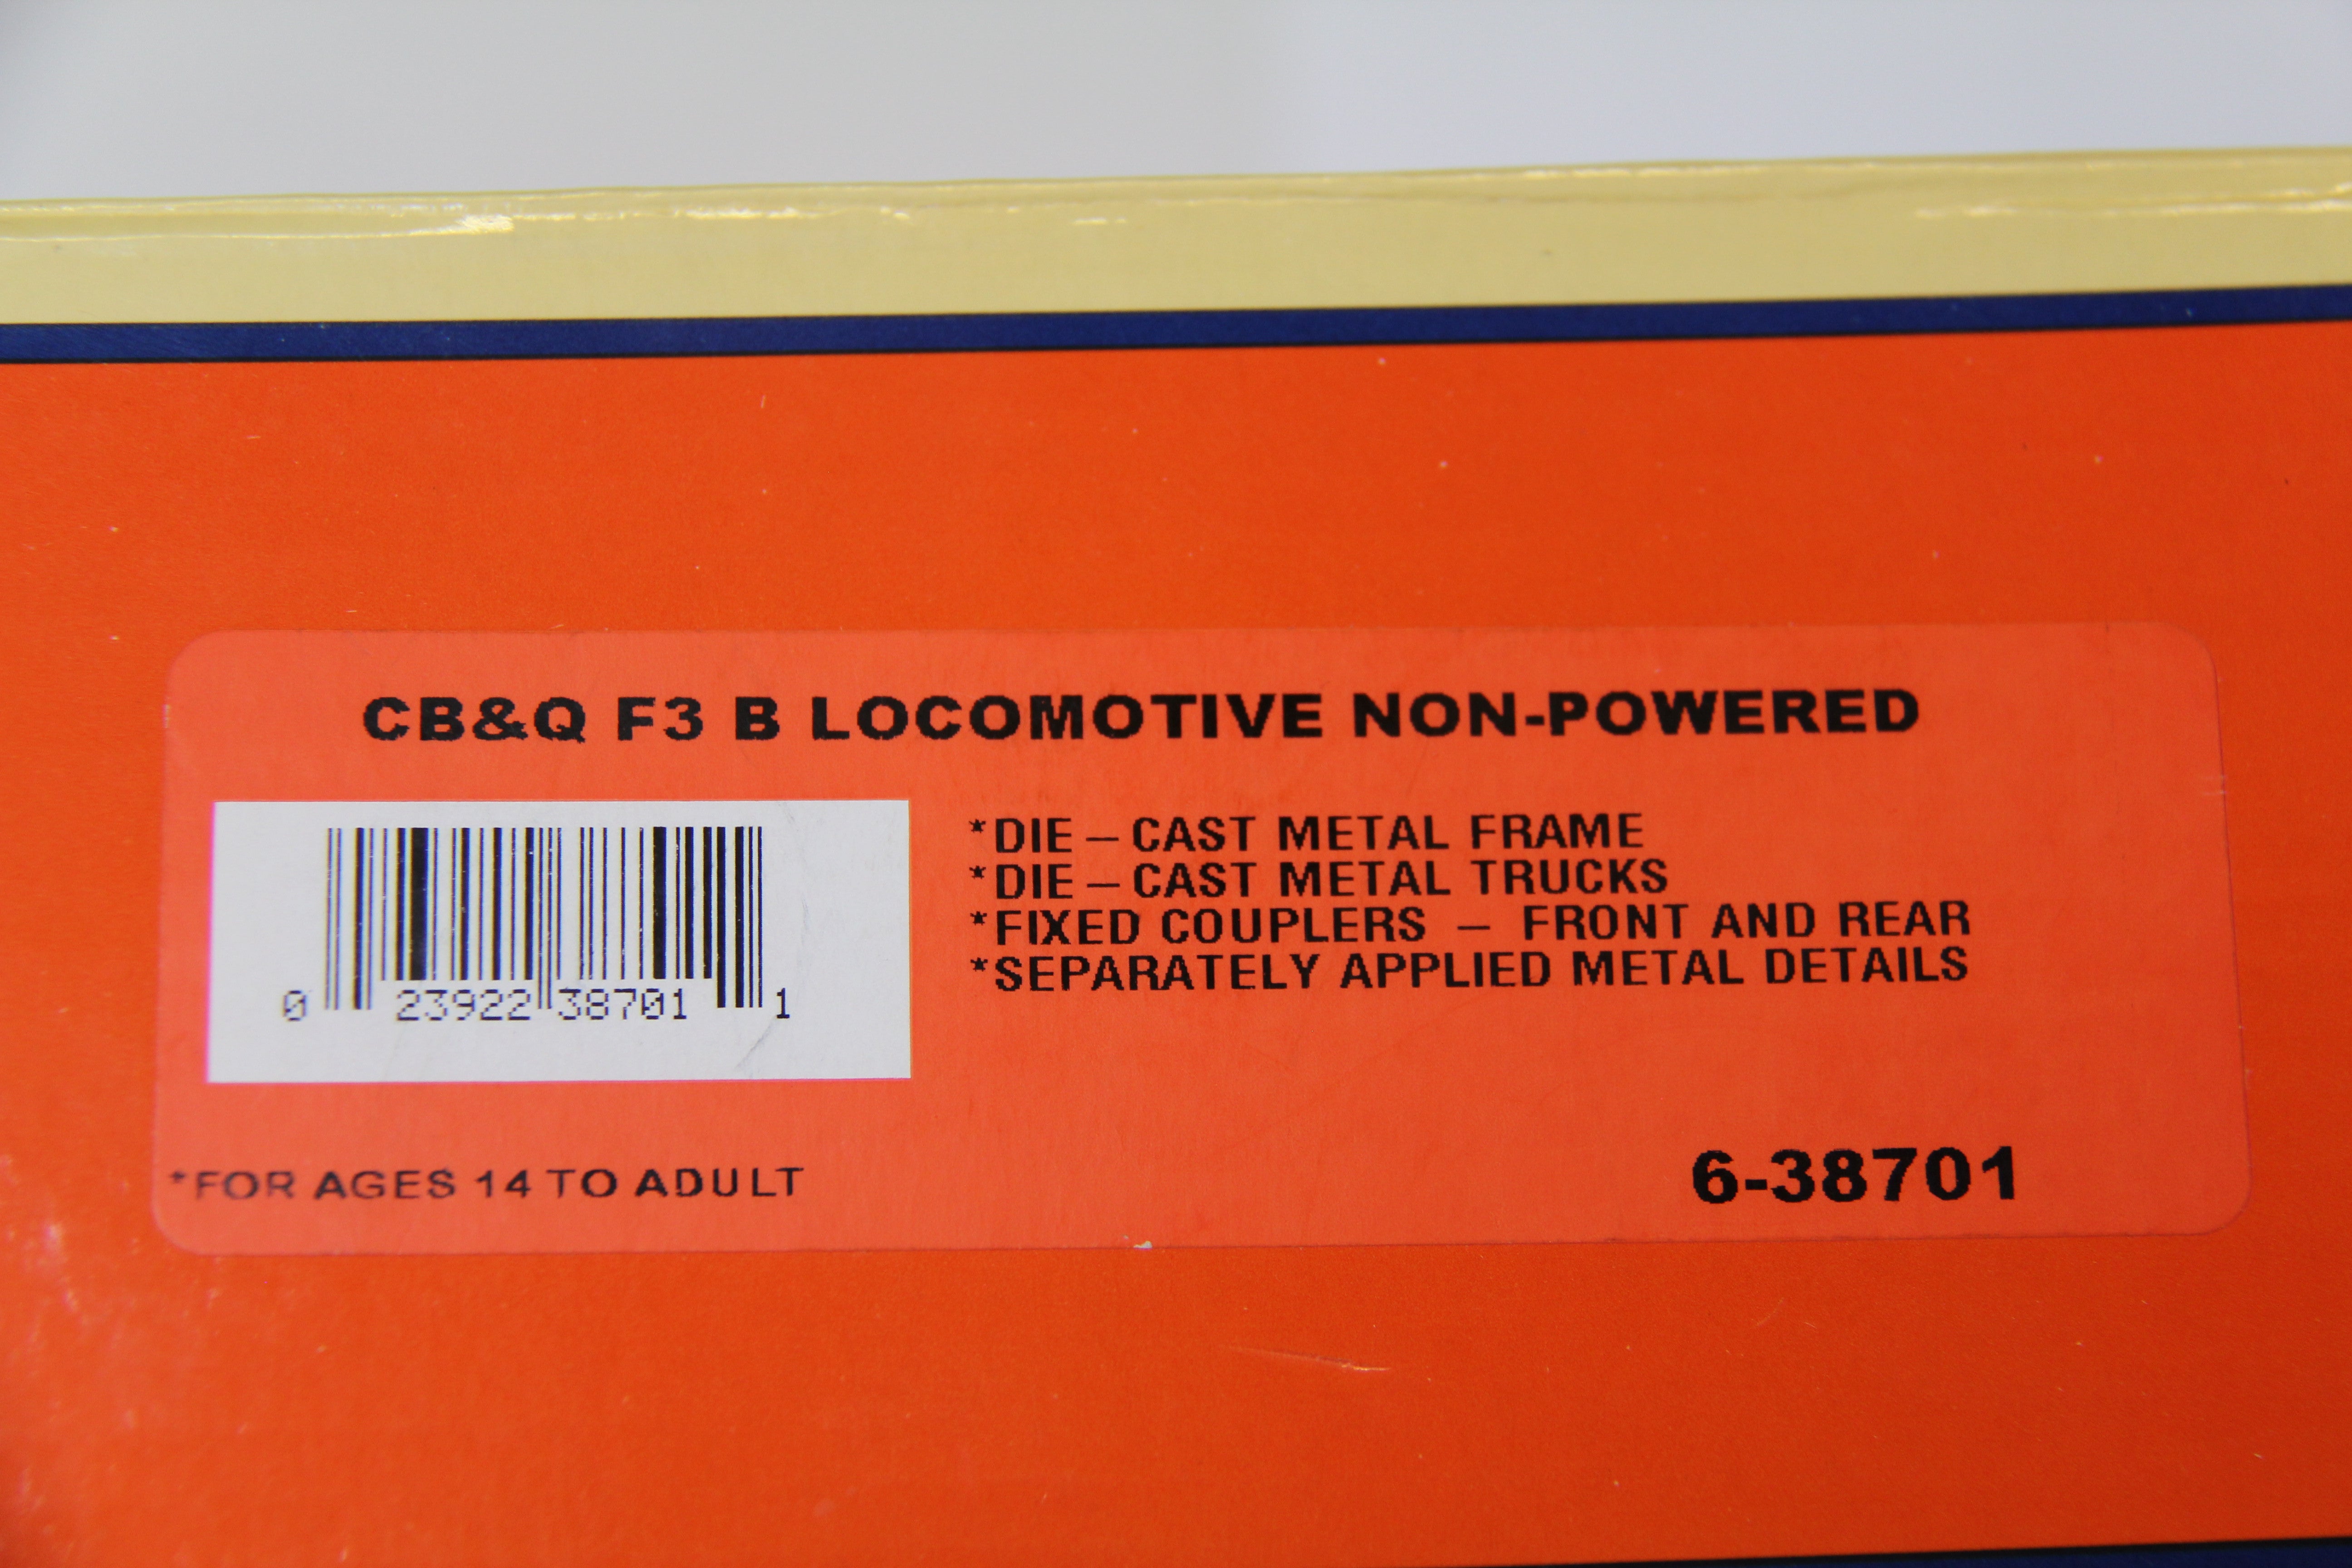 CB&Q F3 B LOCOMOTIVE NON-POWERED
*DIE – CAST METAL FRAME
*DIE – CAST METAL TRUCKS
*FIXED COUPLERS – FRONT AND REAR
*SEPARATELY APPLIED METAL DETAILS
0 23922 38701 1
*FOR AGES 14 TO ADULT
6-38701